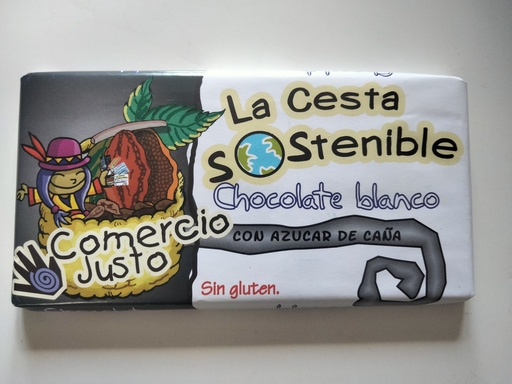 La Cesta
SOStenible
Chocolate blanco
CON AZUCAR DE CAÑA
Comercio
Justo
Sin gluten.